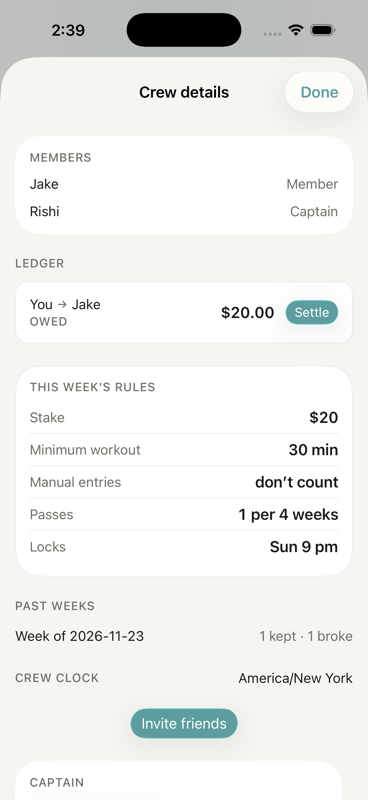 2:39
Crew details
Done
MEMBERS
Jake Member
Rishi Captain
LEDGER
You → Jake $20.00 Settle
OWED
THIS WEEK'S RULES
Stake $20
Minimum workout 30 min
Manual entries don't count
Passes 1 per 4 weeks
Locks Sun 9 pm
PAST WEEKS
Week of 2026-11-23 1 kept · 1 broke
CREW CLOCK America/New York
Invite friends
CAPTAIN